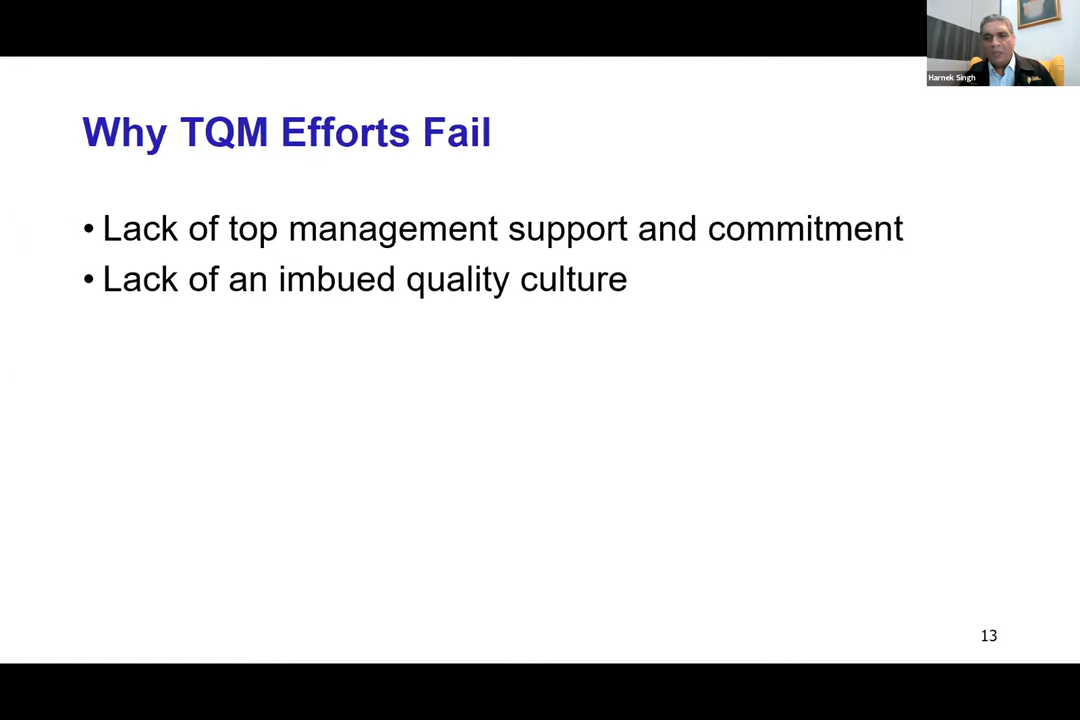 Harnek Singh
Why TQM Efforts Fail
• Lack of top management support and commitment
• Lack of an imbued quality culture
13